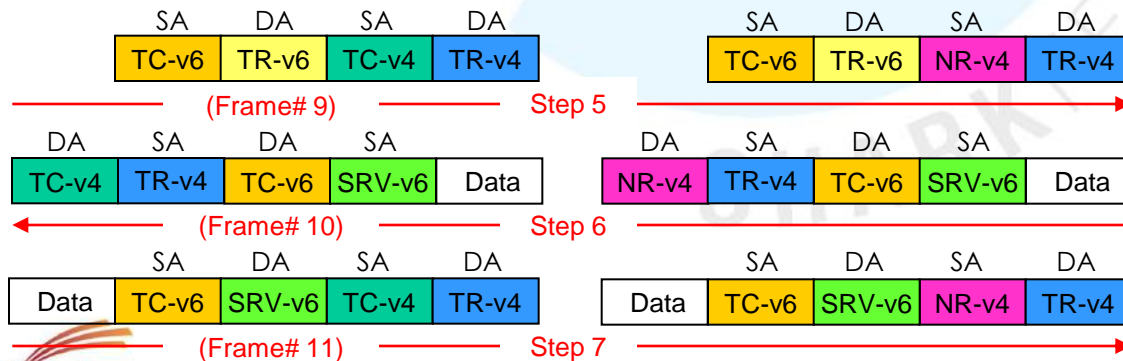 SA DA SA DA SA DA SA DA
TC-v6 TR-v6 TC-v4 TR-v4 TC-v6 TR-v6 NR-v4 TR-v4
(Frame# 9) Step 5
DA SA DA SA DA SA DA SA
TC-v4 TR-v4 TC-v6 SRV-v6 Data NR-v4 TR-v4 TC-v6 SRV-v6 Data
(Frame# 10) Step 6
SA DA SA DA SA DA SA DA
Data TC-v6 SRV-v6 TC-v4 TR-v4 Data TC-v6 SRV-v6 NR-v4 TR-v4
(Frame# 11) Step 7